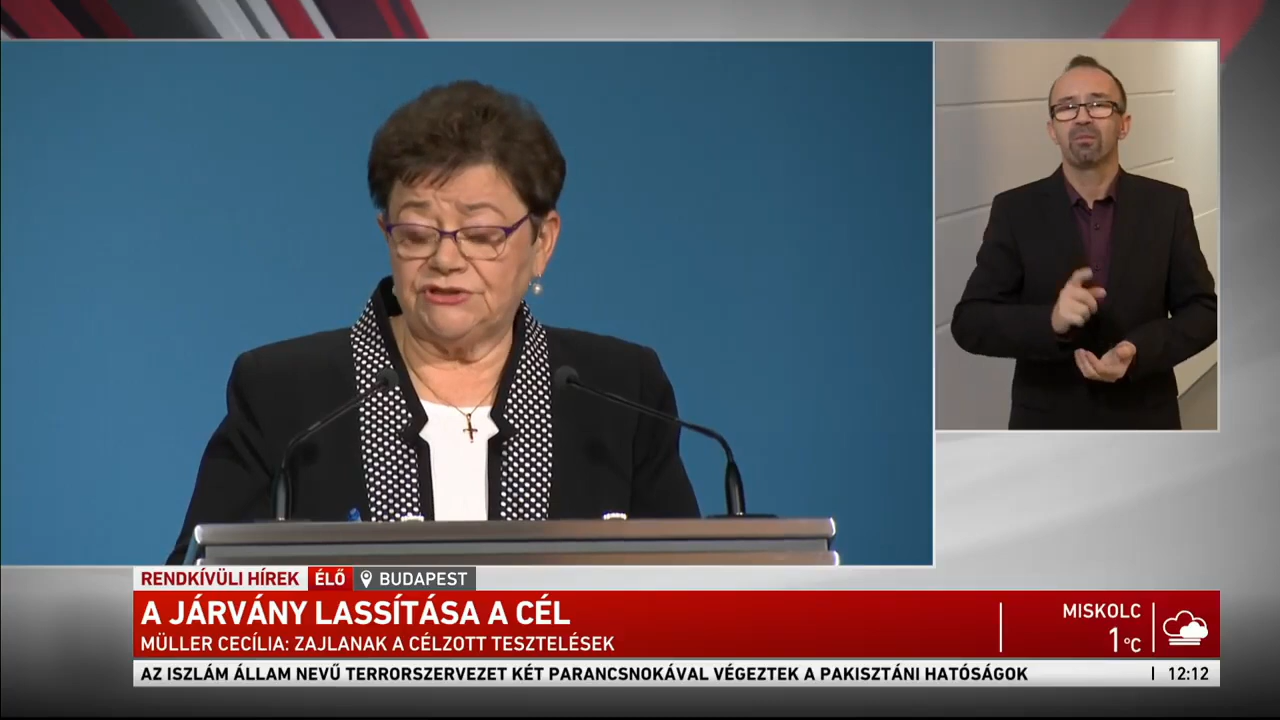 RENDKÍVÜLI HÍREK ÉLŐ BUDAPEST
A JÁRVÁNY LASSÍTÁSA A CÉL
MÜLLER CECÍLIA: ZAJLANAK A CÉLZOTT TESZTELÉSEK
MISKOLC
1°C
AZ ISZLÁM ÁLLAM NEVŰ TERRORSZERVEZET KÉT PARANCSNOKÁVAL VÉGEZTEK A PAKISZTÁNI HATÓSÁGOK
12:12